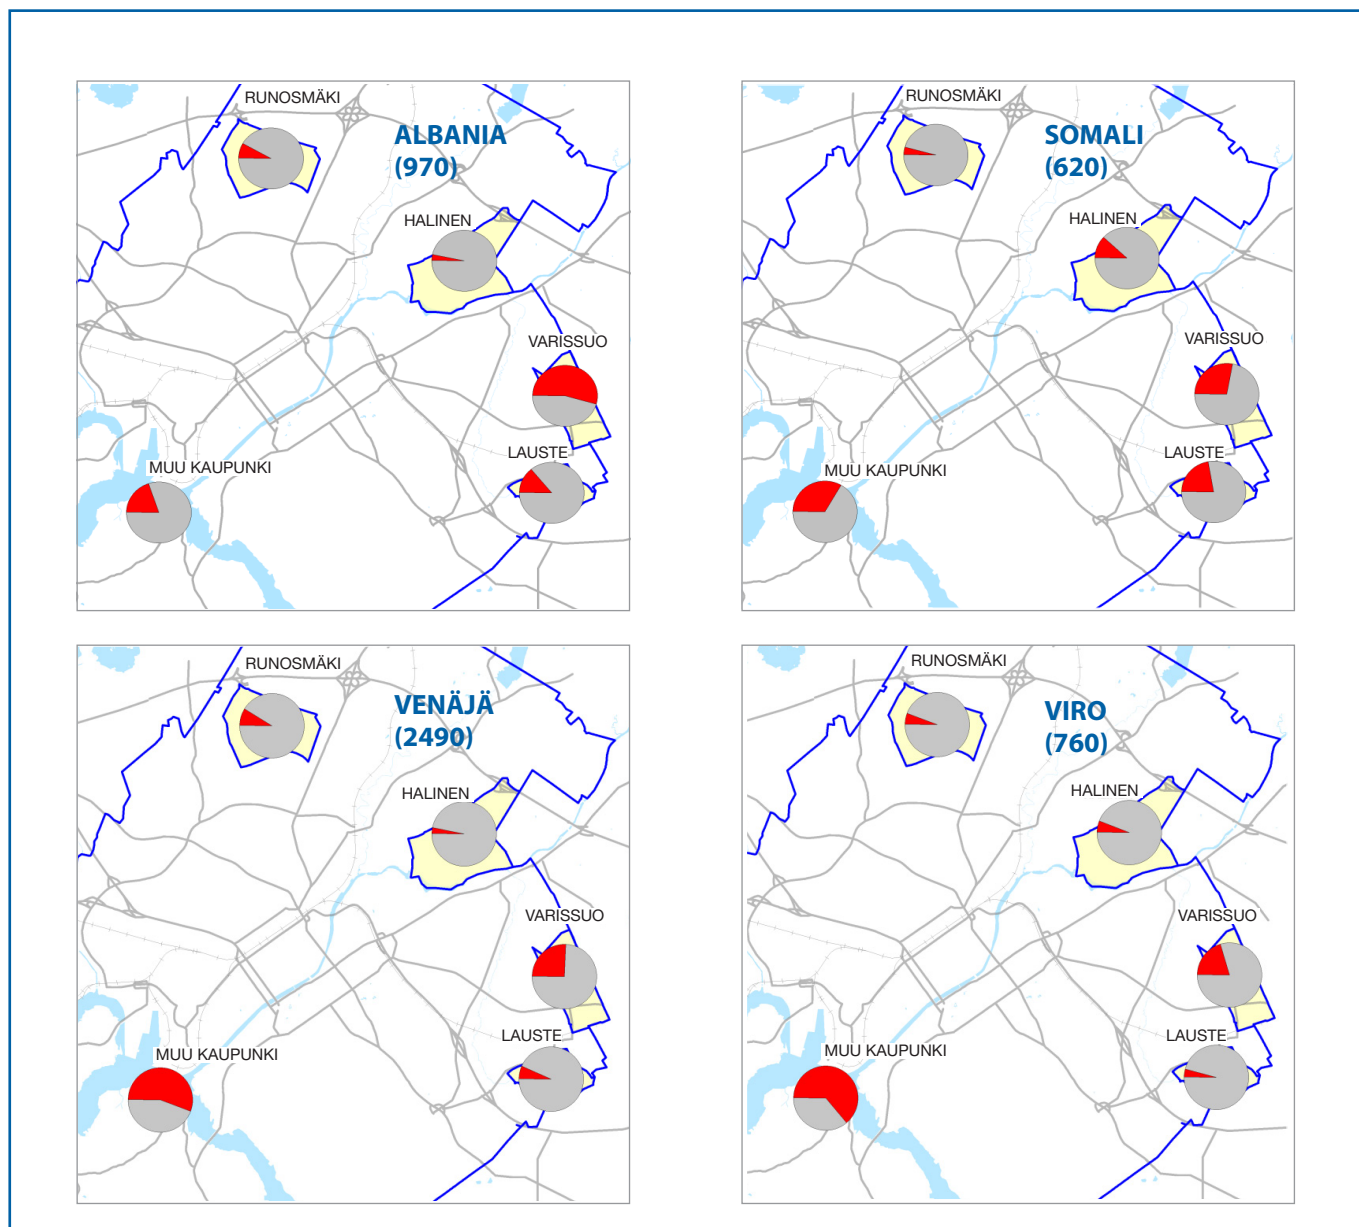 RUNOSMÄKI
ALBANIA
(970)
HALINEN
VARISSUO
LAUSTE
MUU KAUPUNKI
RUNOSMÄKI
SOMALI
(620)
HALINEN
VARISSUO
LAUSTE
MUU KAUPUNKI
RUNOSMÄKI
VENÄJÄ
(2490)
HALINEN
VARISSUO
LAUSTE
MUU KAUPUNKI
RUNOSMÄKI
VIRO
(760)
HALINEN
VARISSUO
LAUSTE
MUU KAUPUNKI